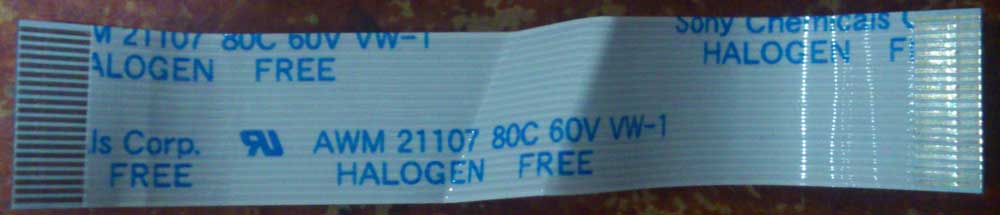 M 21107 80C 60V VW-1
ALOGEN FREE
Sony Chemicals C
HALOGEN F
ls Corp. RU AWM 21107 80C 60V VW-1
FREE HALOGEN FREE